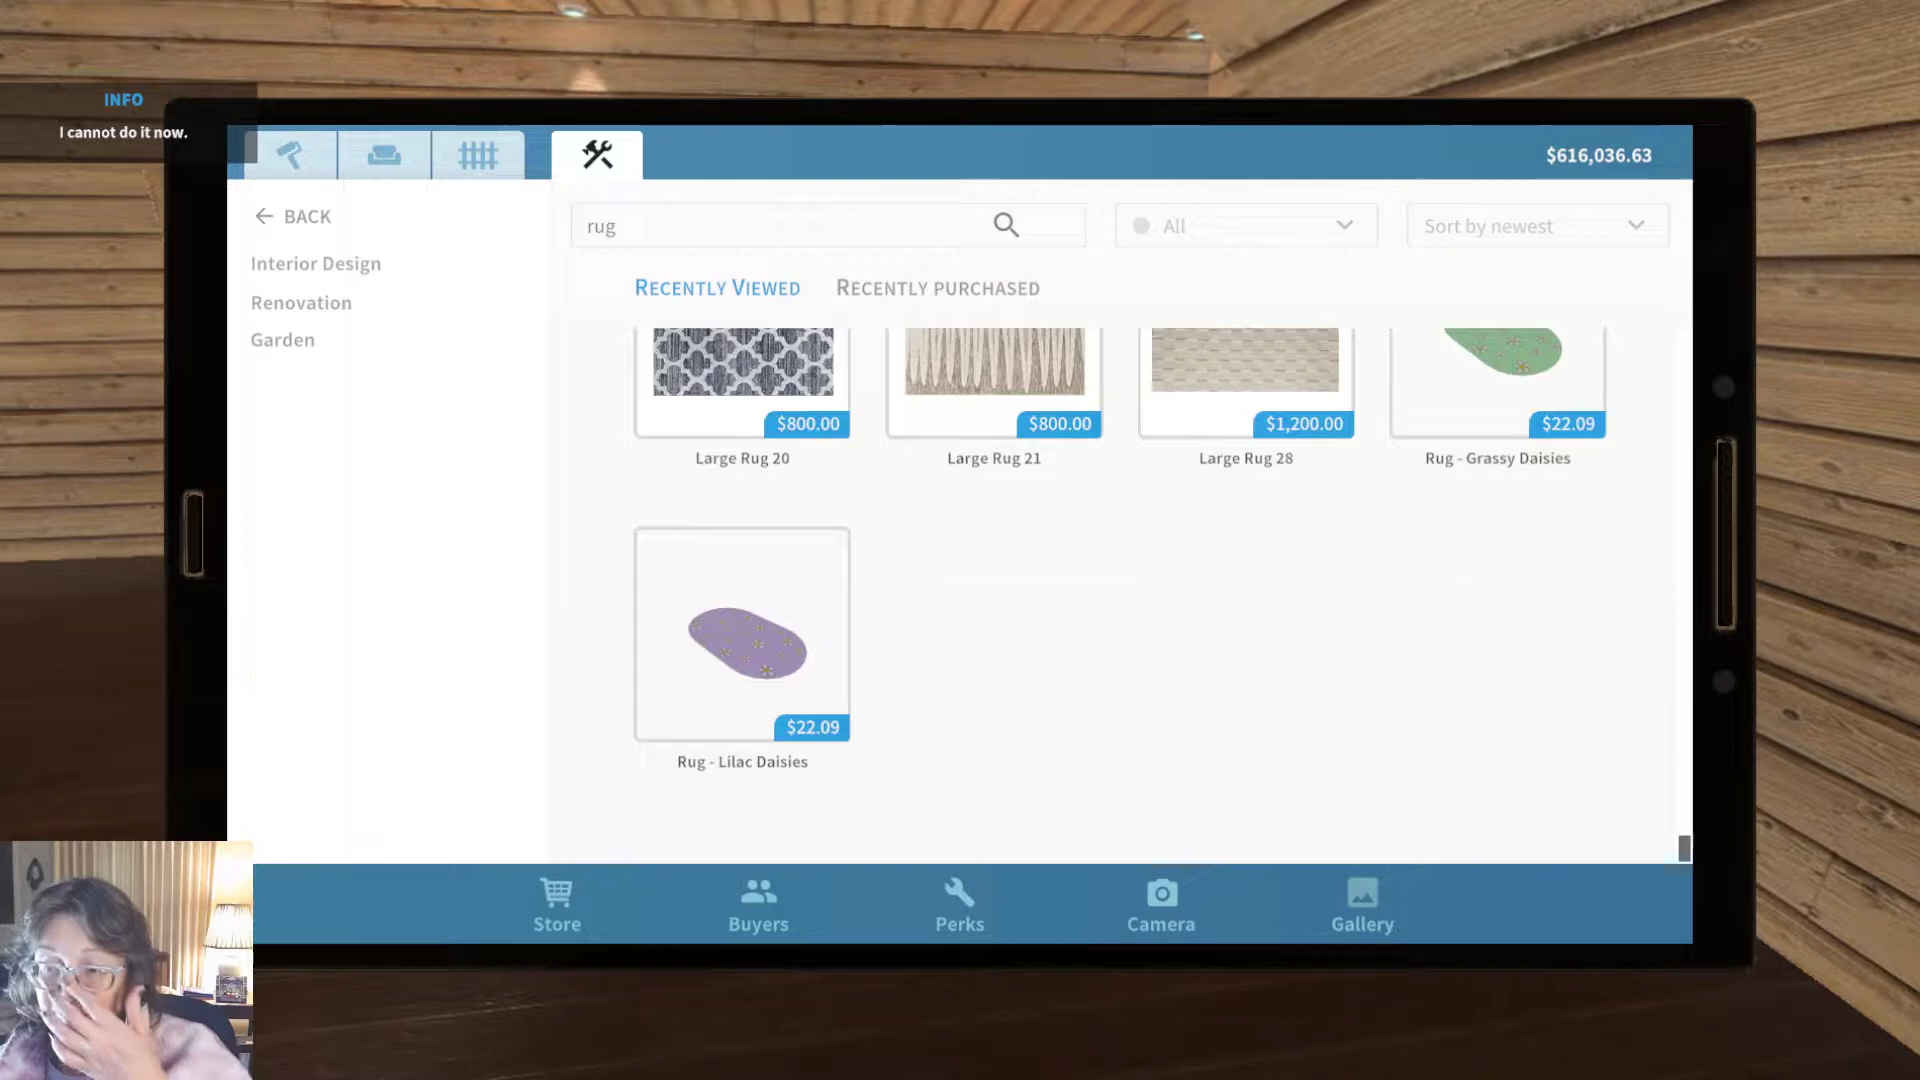 INFO
I cannot do it now.
$616,036.63
BACK
Interior Design
Renovation
Garden
rug
All
Sort by newest
RECENTLY VIEWED
RECENTLY PURCHASED
$800.00
$800.00
$1,200.00
$22.09
Large Rug 20
Large Rug 21
Large Rug 28
Rug - Grassy Daisies
$22.09
Rug - Lilac Daisies
Store
Buyers
Perks
Camera
Gallery